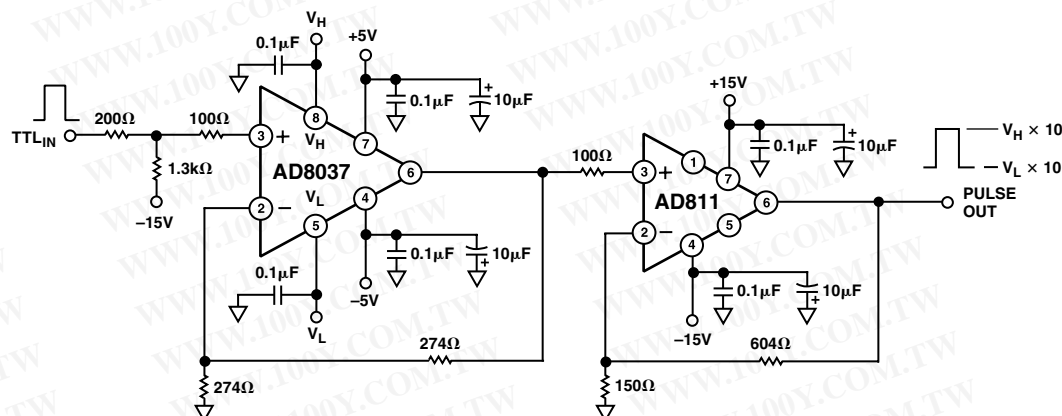 V_H
0.1μF
+5V
0.1μF
10μF
+
+15V
0.1μF
10μF
+
V_H × 10
V_L × 10
PULSE
OUT
TTL_IN
200Ω
100Ω
1.3kΩ
–15V
3
+
8
V_H
7
AD8037
6
2
–
V_L
5
4
0.1μF
10μF
+
–5V
0.1μF
V_L
274Ω
274Ω
100Ω
3
+
1
7
AD811
6
2
–
5
4
0.1μF
10μF
+
–15V
604Ω
150Ω
WWW.100Y.COM.TW